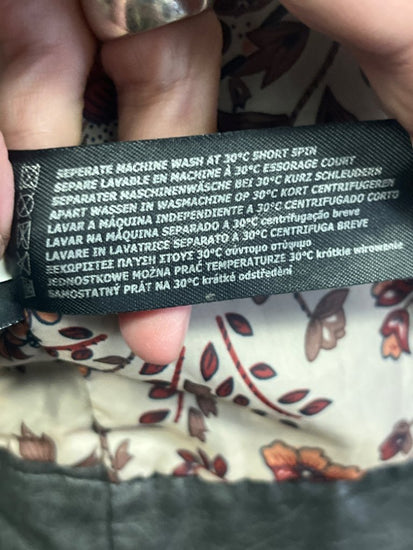 SEPERATE MACHINE WASH AT 30°C SHORT SPIN
SEPARE LAVABLE EN MACHINE À 30°C ESSORAGE COURT
SEPARATER MASCHINENWÄSCHE BEI 30°C KURZ SCHLEUDERN
APART WASSEN IN WASMACHINE OP 30°C KORT CENTRIFUGEREN
LAVAR A MÁQUINA INDEPENDIENTE A 30°C CENTRIFUGADO CORTO
LAVAR NA MÁQUINA SEPARADO A 30°C centrifugação breve
LAVARE IN LAVATRICE SEPARATO A 30°C CENTRIFUGA BREVE
ΞΕΧΩΡΙΣΤΕΣ ΠΛΎΣΗ ΣΤΟΥΣ 30°C σύντομο στύψιμο
JEDNOSTKOWE MOŻNA PRAĆ TEMPERATURZE 30°C krótkie wirowanie
SAMOSTATNÝ PRÁT NA 30°C krátké odstředění